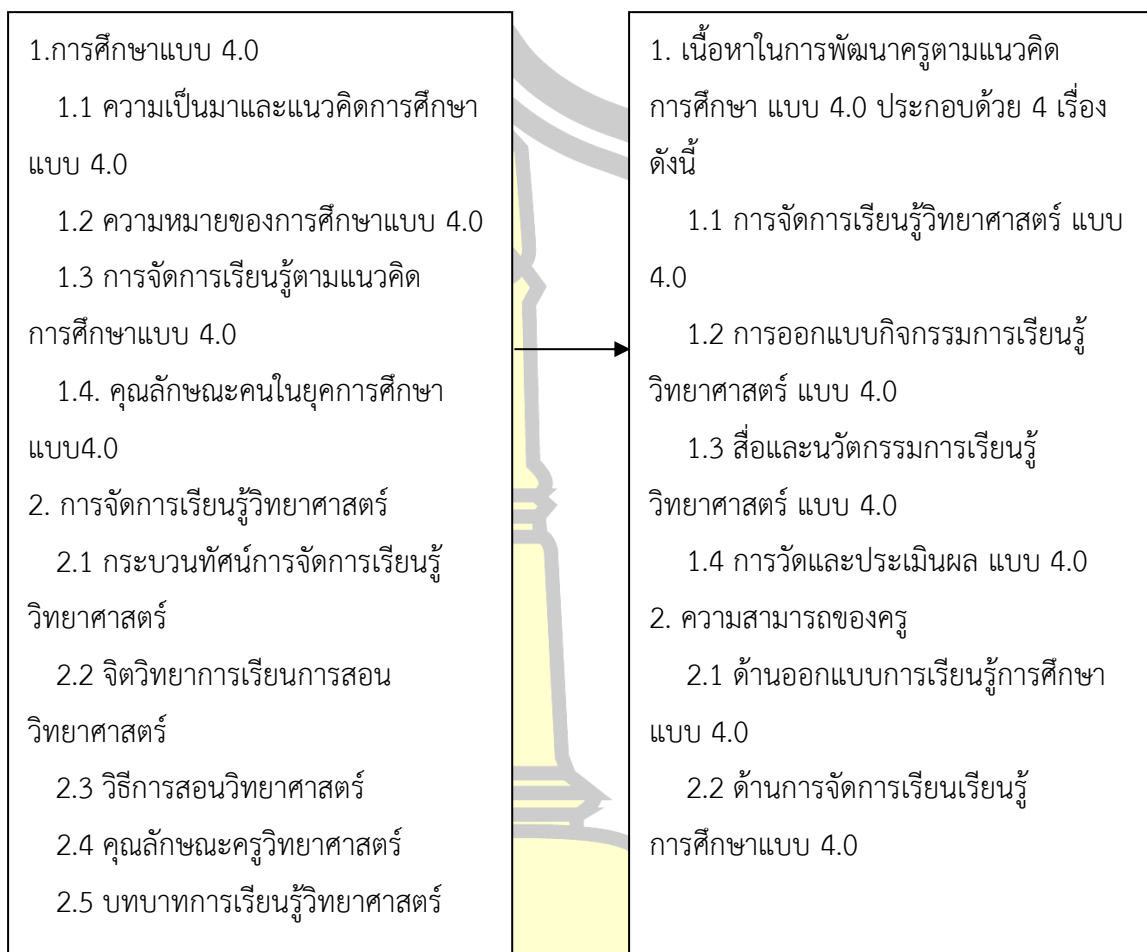 1.การศึกษาแบบ 4.0
1.1 ความเป็นมาและแนวคิดการศึกษา
แบบ 4.0
1.2 ความหมายของการศึกษาแบบ 4.0
1.3 การจัดการเรียนรู้ตามแนวคิด
การศึกษาแบบ 4.0
1.4. คุณลักษณะคนในยุคการศึกษา
แบบ4.0
2. การจัดการเรียนรู้วิทยาศาสตร์
2.1 กระบวนทัศน์การจัดการเรียนรู้
วิทยาศาสตร์
2.2 จิตวิทยาการเรียนการสอน
วิทยาศาสตร์
2.3 วิธีการสอนวิทยาศาสตร์
2.4 คุณลักษณะครูวิทยาศาสตร์
2.5 บทบาทการเรียนรู้วิทยาศาสตร์
1. เนื้อหาในการพัฒนาครูตามแนวคิด
การศึกษา แบบ 4.0 ประกอบด้วย 4 เรื่อง
ดังนี้
1.1 การจัดการเรียนรู้วิทยาศาสตร์ แบบ
4.0
1.2 การออกแบบกิจกรรมการเรียนรู้
วิทยาศาสตร์ แบบ 4.0
1.3 สื่อและนวัตกรรมการเรียนรู้
วิทยาศาสตร์ แบบ 4.0
1.4 การวัดและประเมินผล แบบ 4.0
2. ความสามารถของครู
2.1 ด้านออกแบบการเรียนรู้การศึกษา
แบบ 4.0
2.2 ด้านการจัดการเรียนเรียนรู้
การศึกษาแบบ 4.0